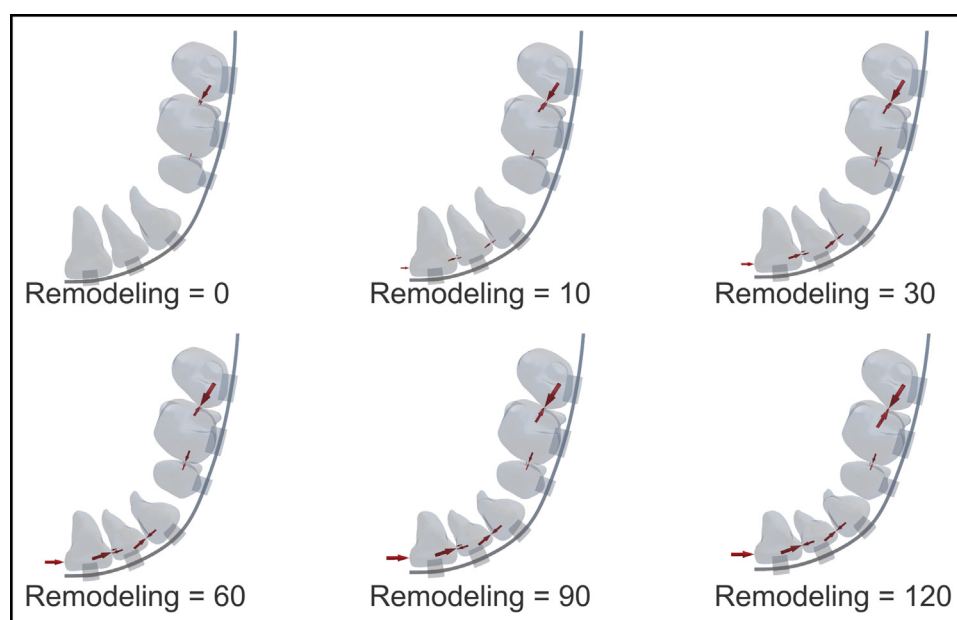 Remodeling = 0
Remodeling = 10
Remodeling = 30
Remodeling = 60
Remodeling = 90
Remodeling = 120